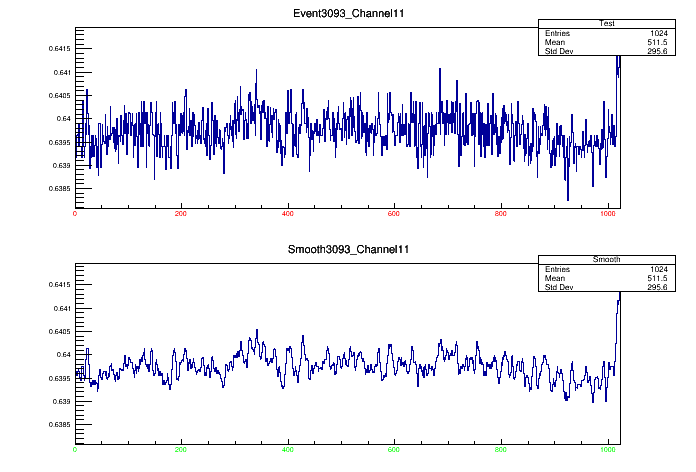 Event3093_Channel11
Test
Entries 1024
Mean 511.5
Std Dev 295.6
0.6415
0.641
0.6405
0.64
0.6395
0.639
0.6385
0 200 400 600 800 1000
Smooth3093_Channel11
Smooth
Entries 1024
Mean 511.5
Std Dev 295.6
0.6415
0.641
0.6405
0.64
0.6395
0.639
0.6385
0 200 400 600 800 1000